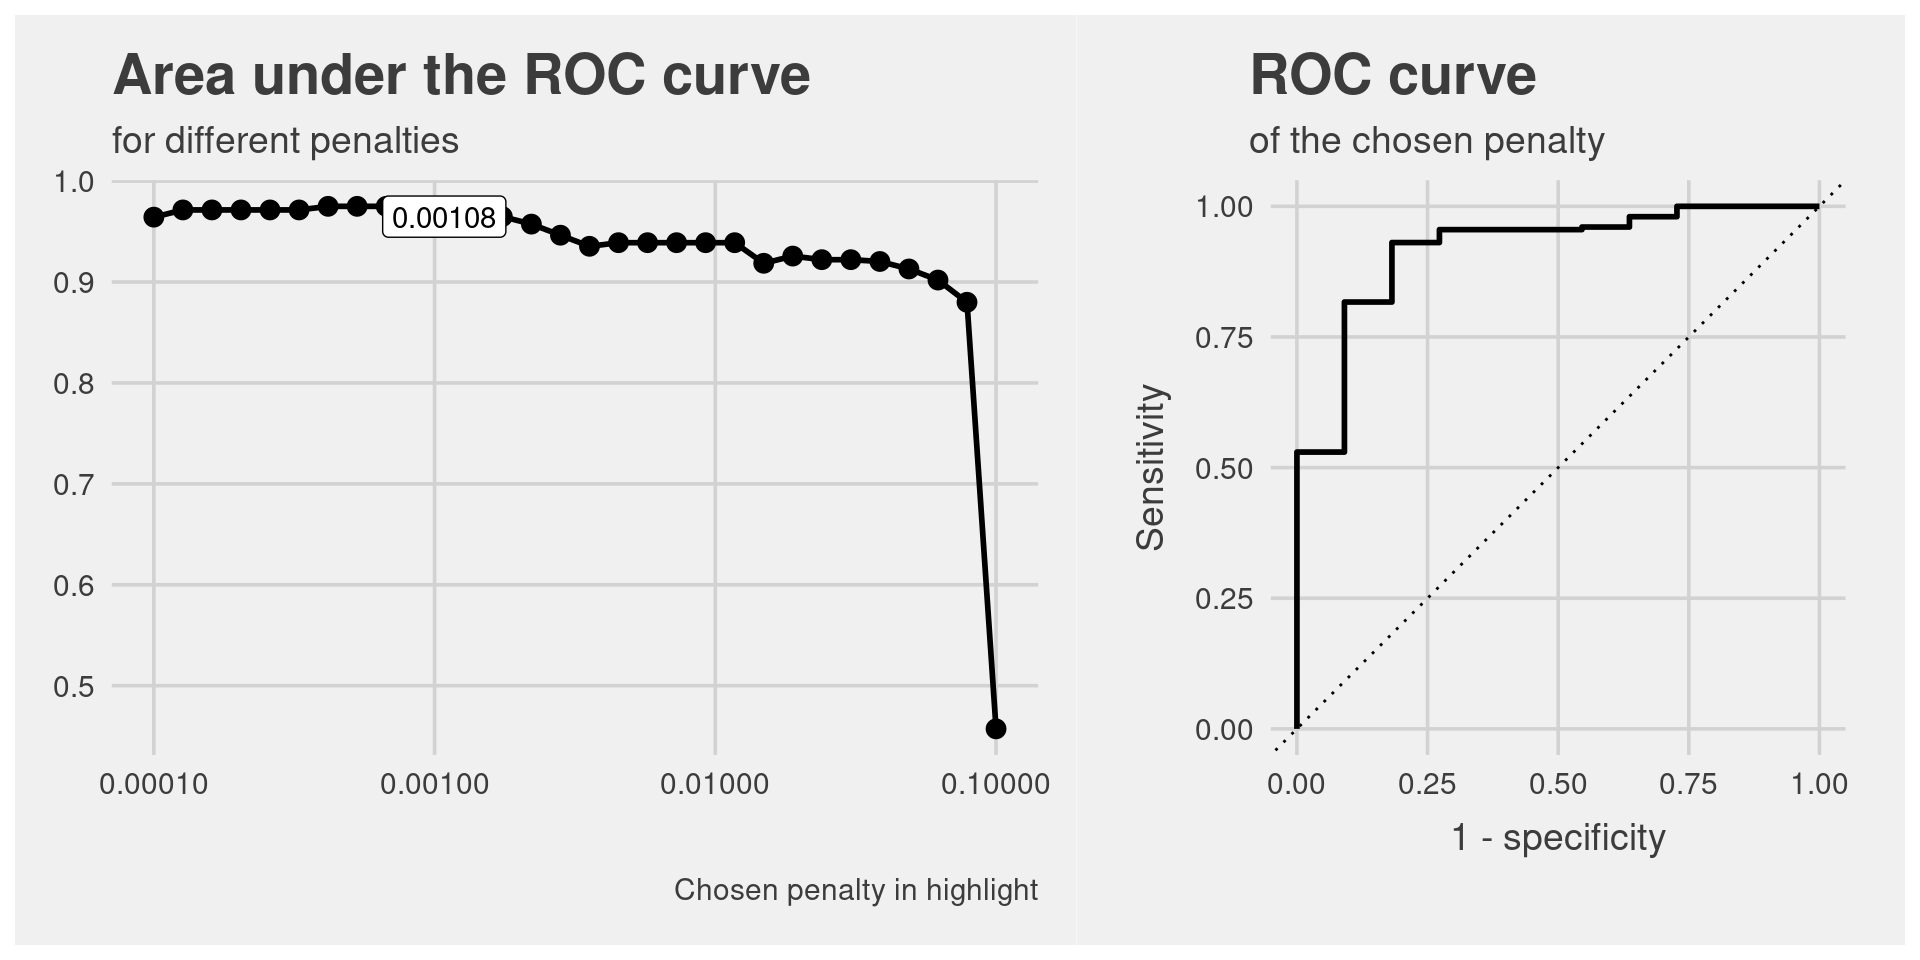 Area under the ROC curve
for different penalties
1.0
0.9
0.8
0.7
0.6
0.5
0.00108
0.00010 0.00100 0.01000 0.10000
Chosen penalty in highlight
ROC curve
of the chosen penalty
Sensitivity
1.00
0.75
0.50
0.25
0.00
0.00 0.25 0.50 0.75 1.00
1 - specificity